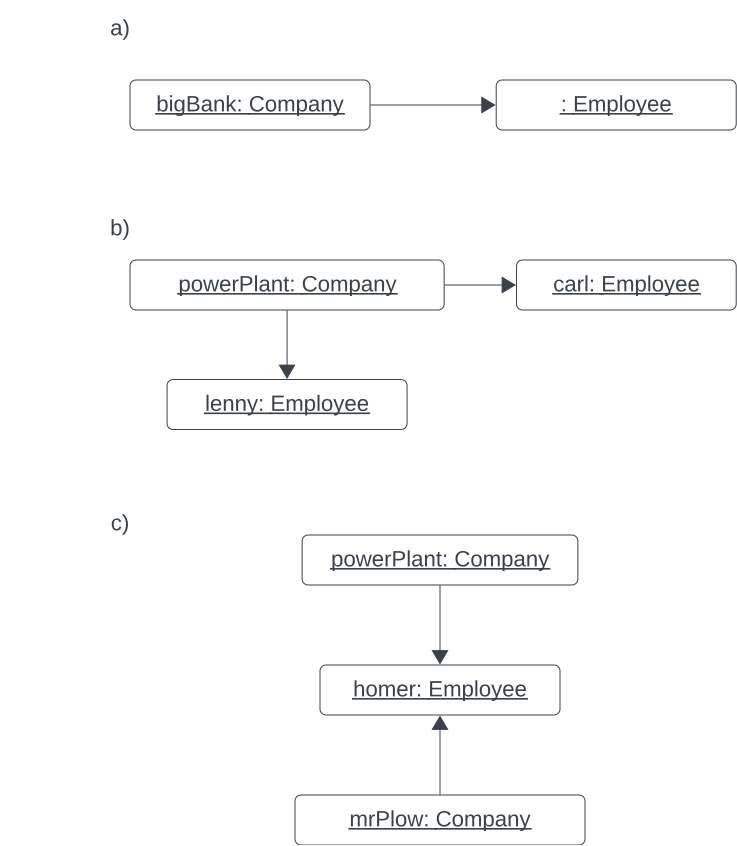 a)
bigBank: Company
: Employee
b)
powerPlant: Company
carl: Employee
lenny: Employee
c)
powerPlant: Company
homer: Employee
mrPlow: Company